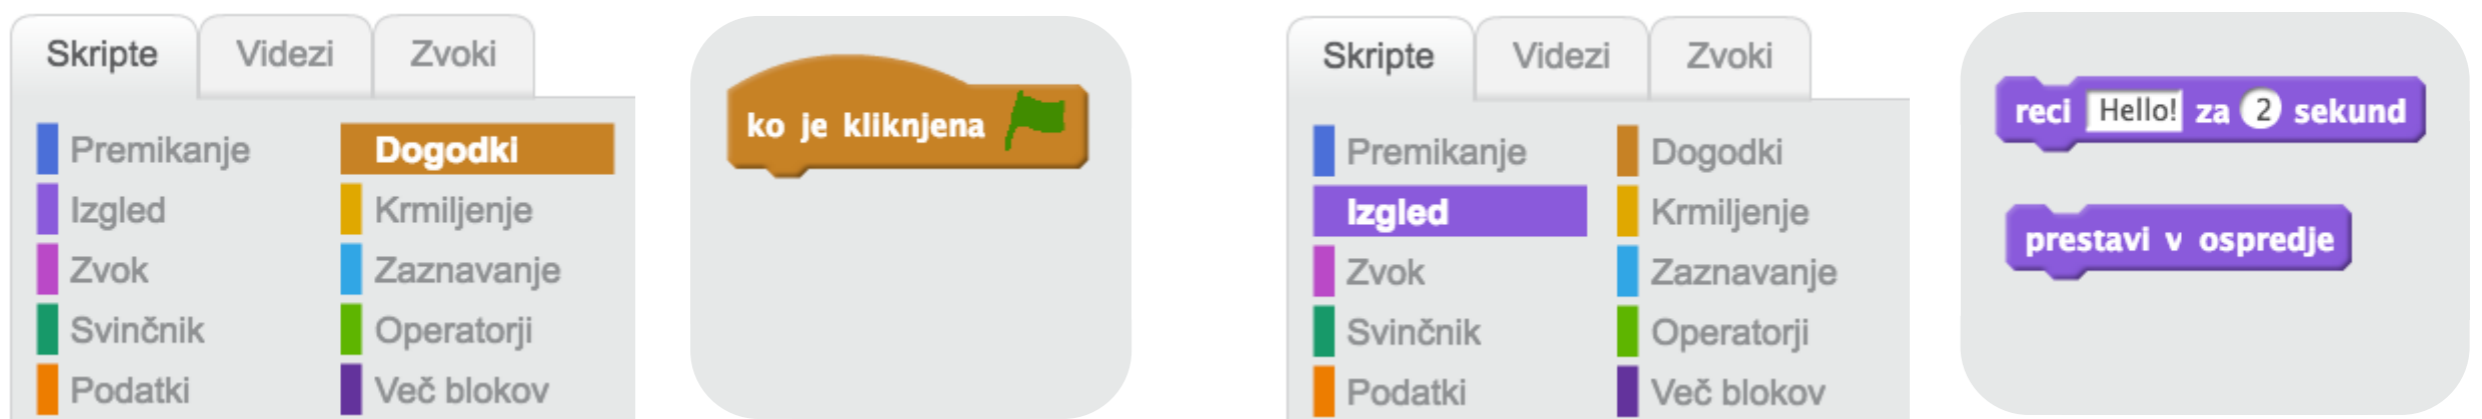 Skripte Videzi Zvoki
Premikanje Dogodki
Izgled Krmiljenje
Zvok Zaznavanje
Svinčnik Operatorji
Podatki Več blokov
ko je kliknjena
Skripte Videzi Zvoki
Premikanje Dogodki
Izgled Krmiljenje
Zvok Zaznavanje
Svinčnik Operatorji
Podatki Več blokov
reci Hello! za 2 sekund
prestavi v ospredje